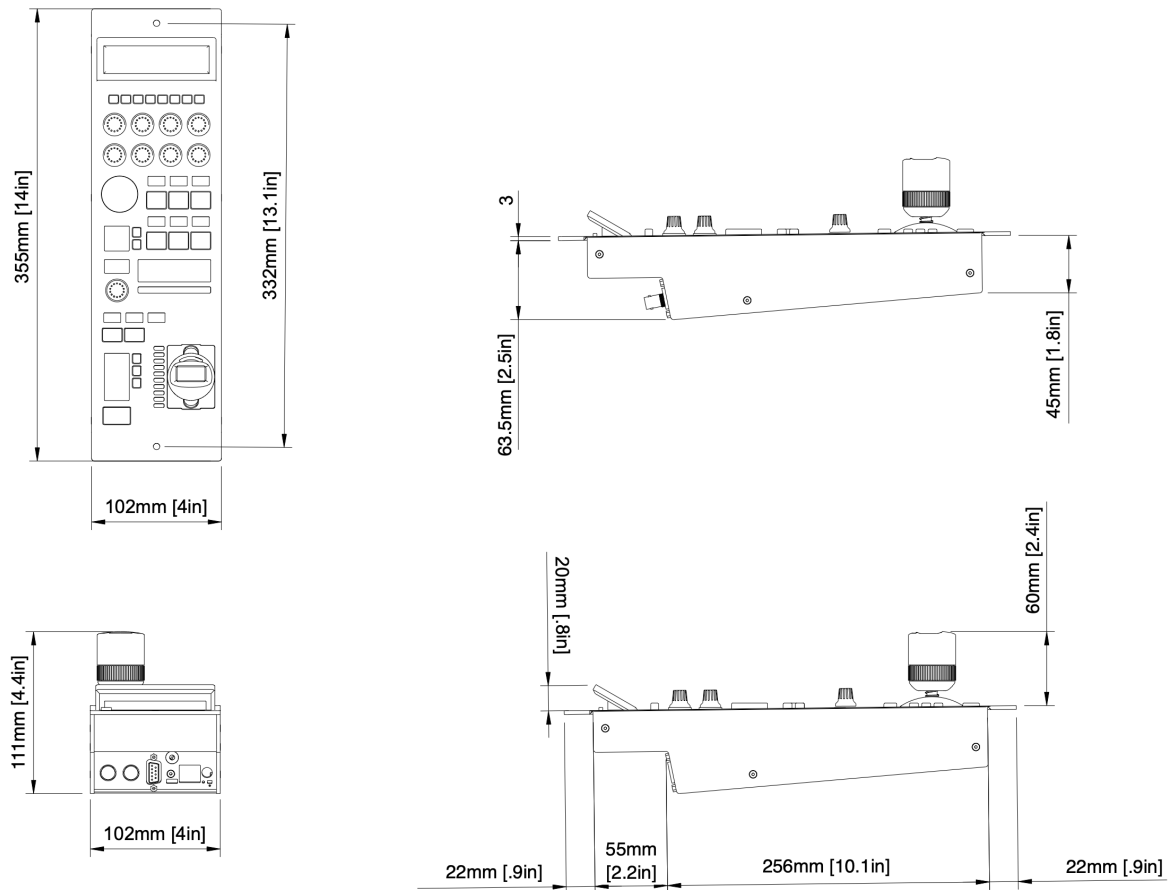 355mm [14in]
332mm [13.1in]
102mm [4in]
3
63.5mm [2.5in]
45mm [1.8in]
111mm [4.4in]
102mm [4in]
20mm [.8in]
60mm [2.4in]
22mm [.9in]
55mm
[2.2in]
256mm [10.1in]
22mm [.9in]